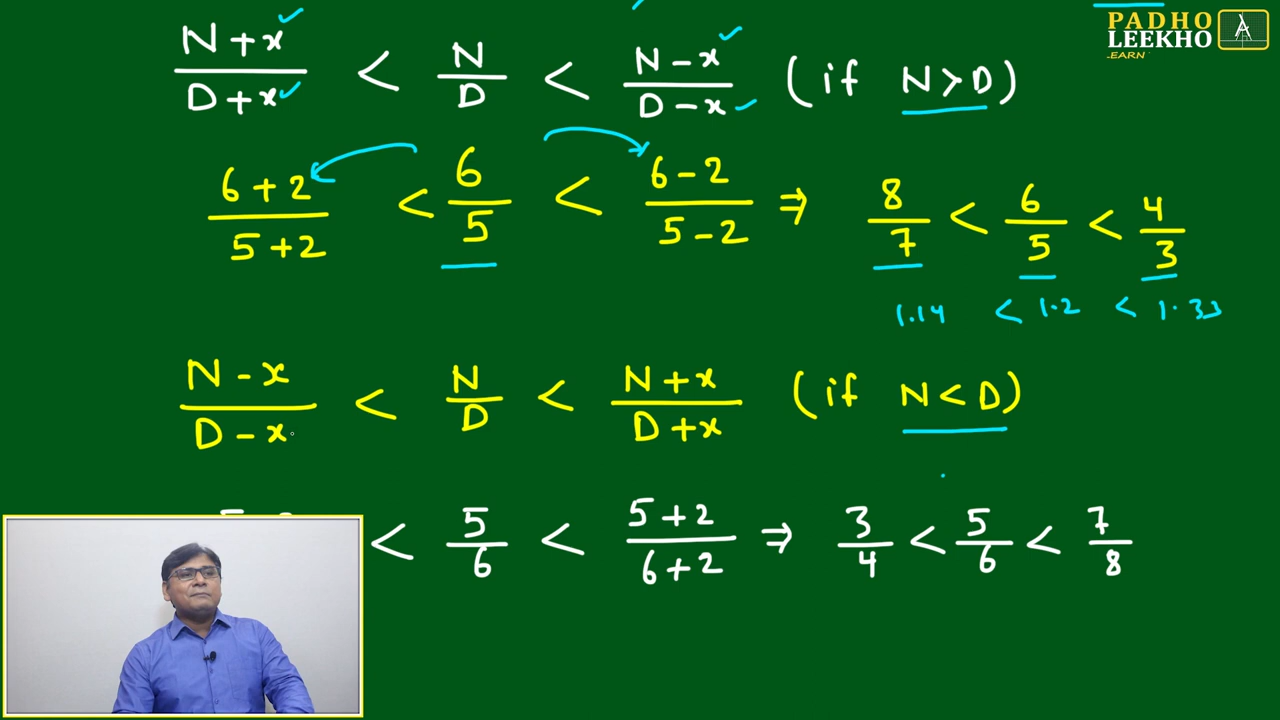 PADHO
LEEKHO
LEARN
(N+x)/(D+x) < N/D < (N-x)/(D-x) (if N>D)
(6+2)/(5+2) < 6/5 < (6-2)/(5-2) ⇒ 8/7 < 6/5 < 4/3
1.14 < 1.2 < 1.33
(N-x)/(D-x) < N/D < (N+x)/(D+x) (if N<D)
< 5/6 < (5+2)/(6+2) ⇒ 3/4 < 5/6 < 7/8